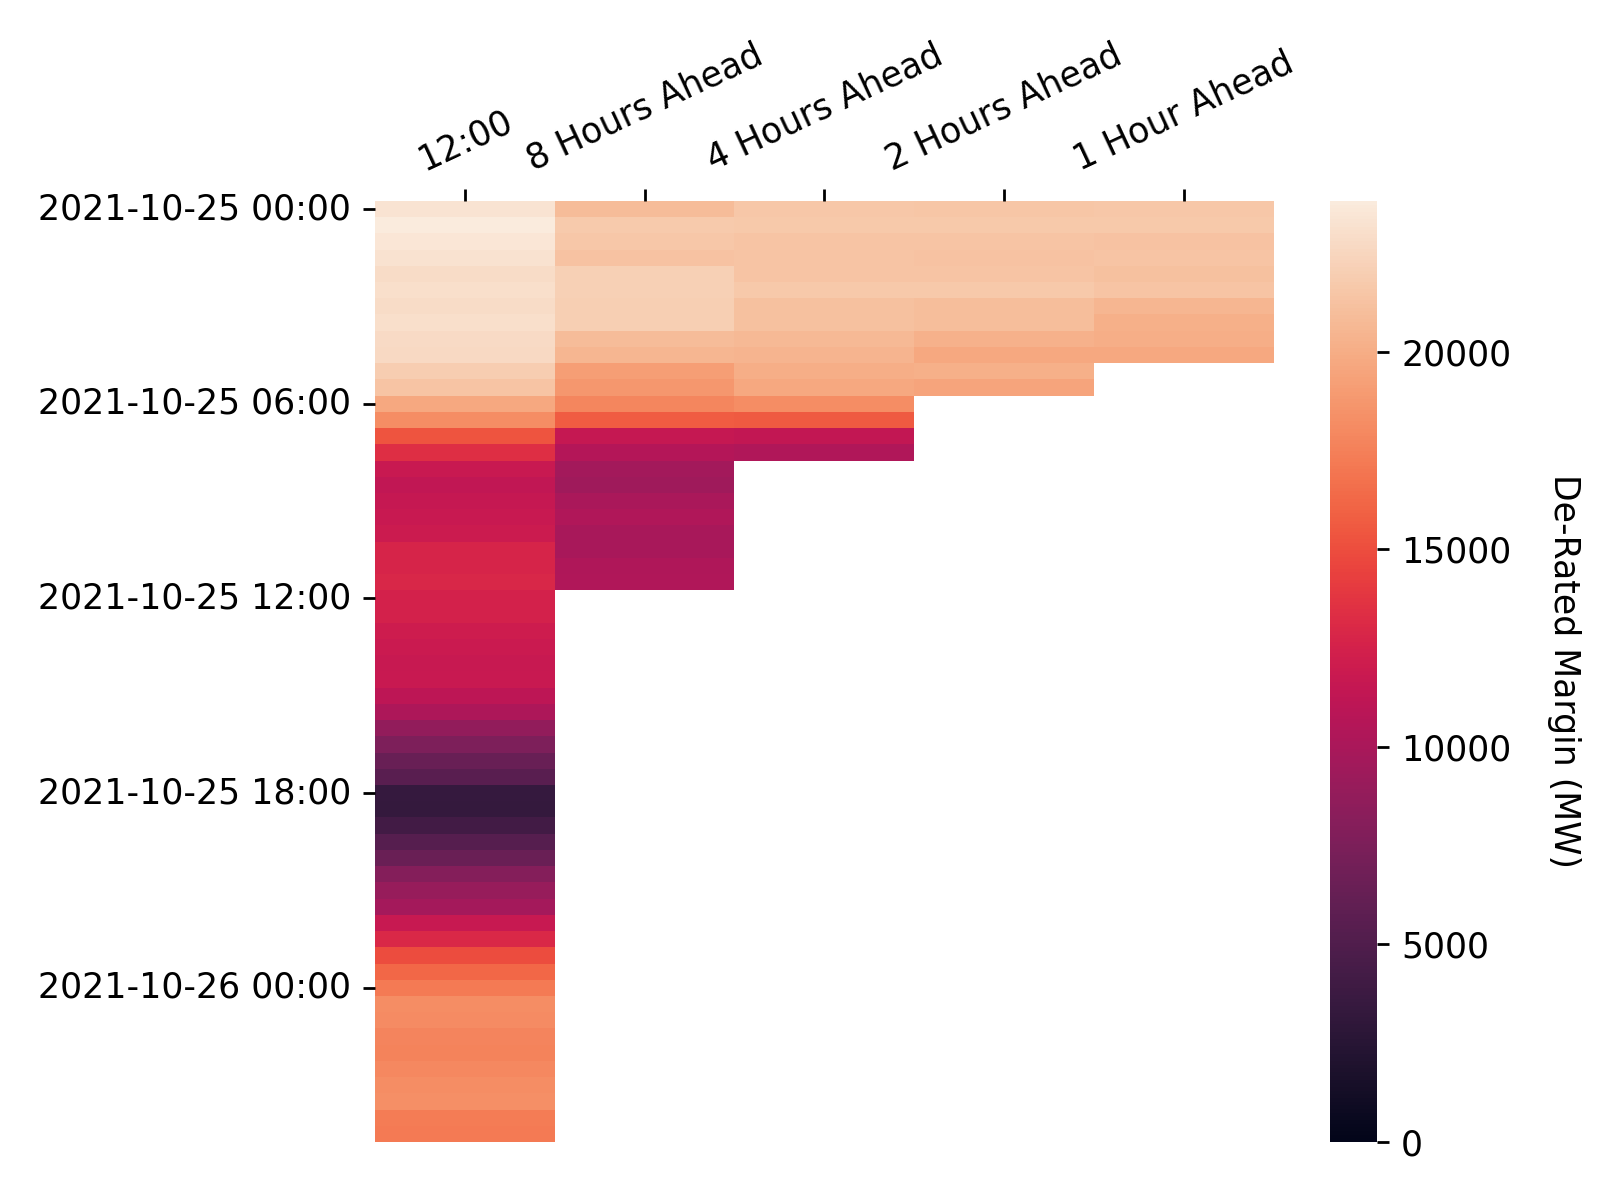 12:00
8 Hours Ahead
4 Hours Ahead
2 Hours Ahead
1 Hour Ahead
2021-10-25 00:00
2021-10-25 06:00
2021-10-25 12:00
2021-10-25 18:00
2021-10-26 00:00
20000
15000
10000
5000
0
De-Rated Margin (MW)